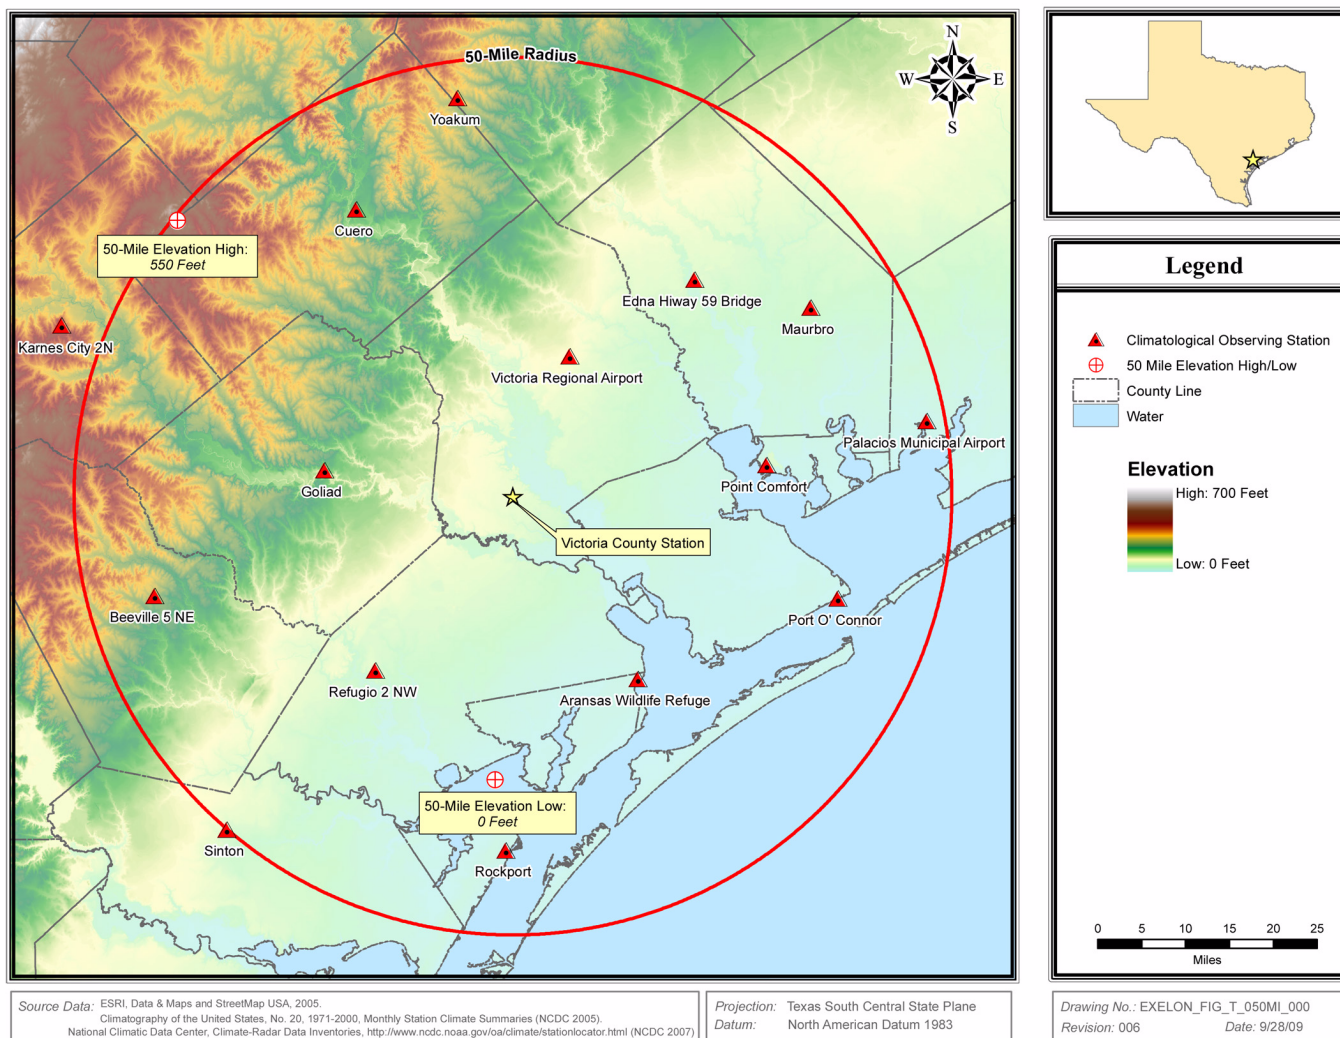 50-Mile Radius
N
W
E
S
Yoakum
Cuero
50-Mile Elevation High:
550 Feet
Edna Hiway 59 Bridge
Maurbro
Karnes City 2N
Victoria Regional Airport
Palacios Municipal Airport
Point Comfort
Goliad
Victoria County Station
Beeville 5 NE
Port O' Connor
Refugio 2 NW
Aransas Wildlife Refuge
50-Mile Elevation Low:
0 Feet
Sinton
Rockport
Legend
Climatological Observing Station
50 Mile Elevation High/Low
County Line
Water
Elevation
High: 700 Feet
Low: 0 Feet
0 5 10 15 20 25
Miles
Source Data: ESRI, Data & Maps and StreetMap USA, 2005.
Climatography of the United States, No. 20, 1971-2000, Monthly Station Climate Summaries (NCDC 2005).
National Climatic Data Center, Climate-Radar Data Inventories, http://www.ncdc.noaa.gov/oa/climate/stationlocator.html (NCDC 2007)
Projection: Texas South Central State Plane
Datum: North American Datum 1983
Drawing No.: EXELON_FIG_T_050MI_000
Revision: 006 Date: 9/28/09